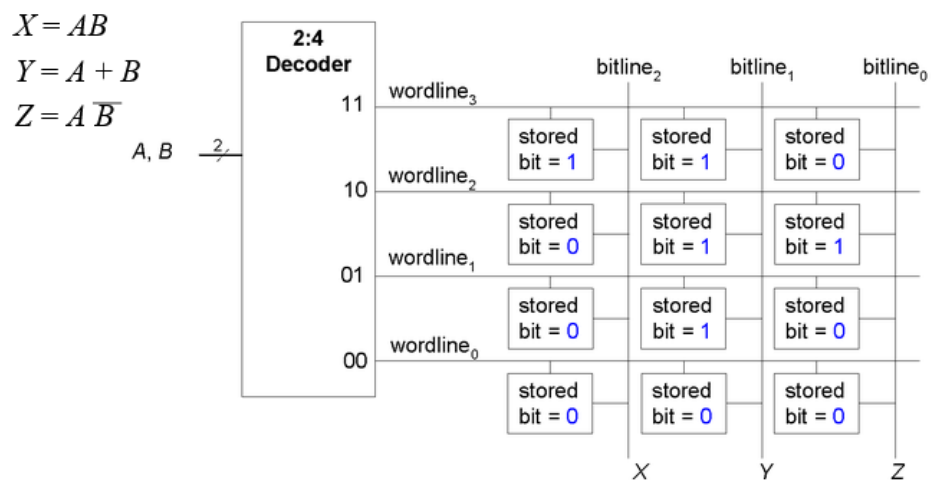 X = AB
Y = A + B
Z = A B̅
A, B
2
2:4
Decoder
11
10
01
00
bitline₂
bitline₁
bitline₀
wordline₃
stored
bit = 1
stored
bit = 1
stored
bit = 0
wordline₂
stored
bit = 0
stored
bit = 1
stored
bit = 1
wordline₁
stored
bit = 0
stored
bit = 1
stored
bit = 0
wordline₀
stored
bit = 0
stored
bit = 0
stored
bit = 0
X
Y
Z